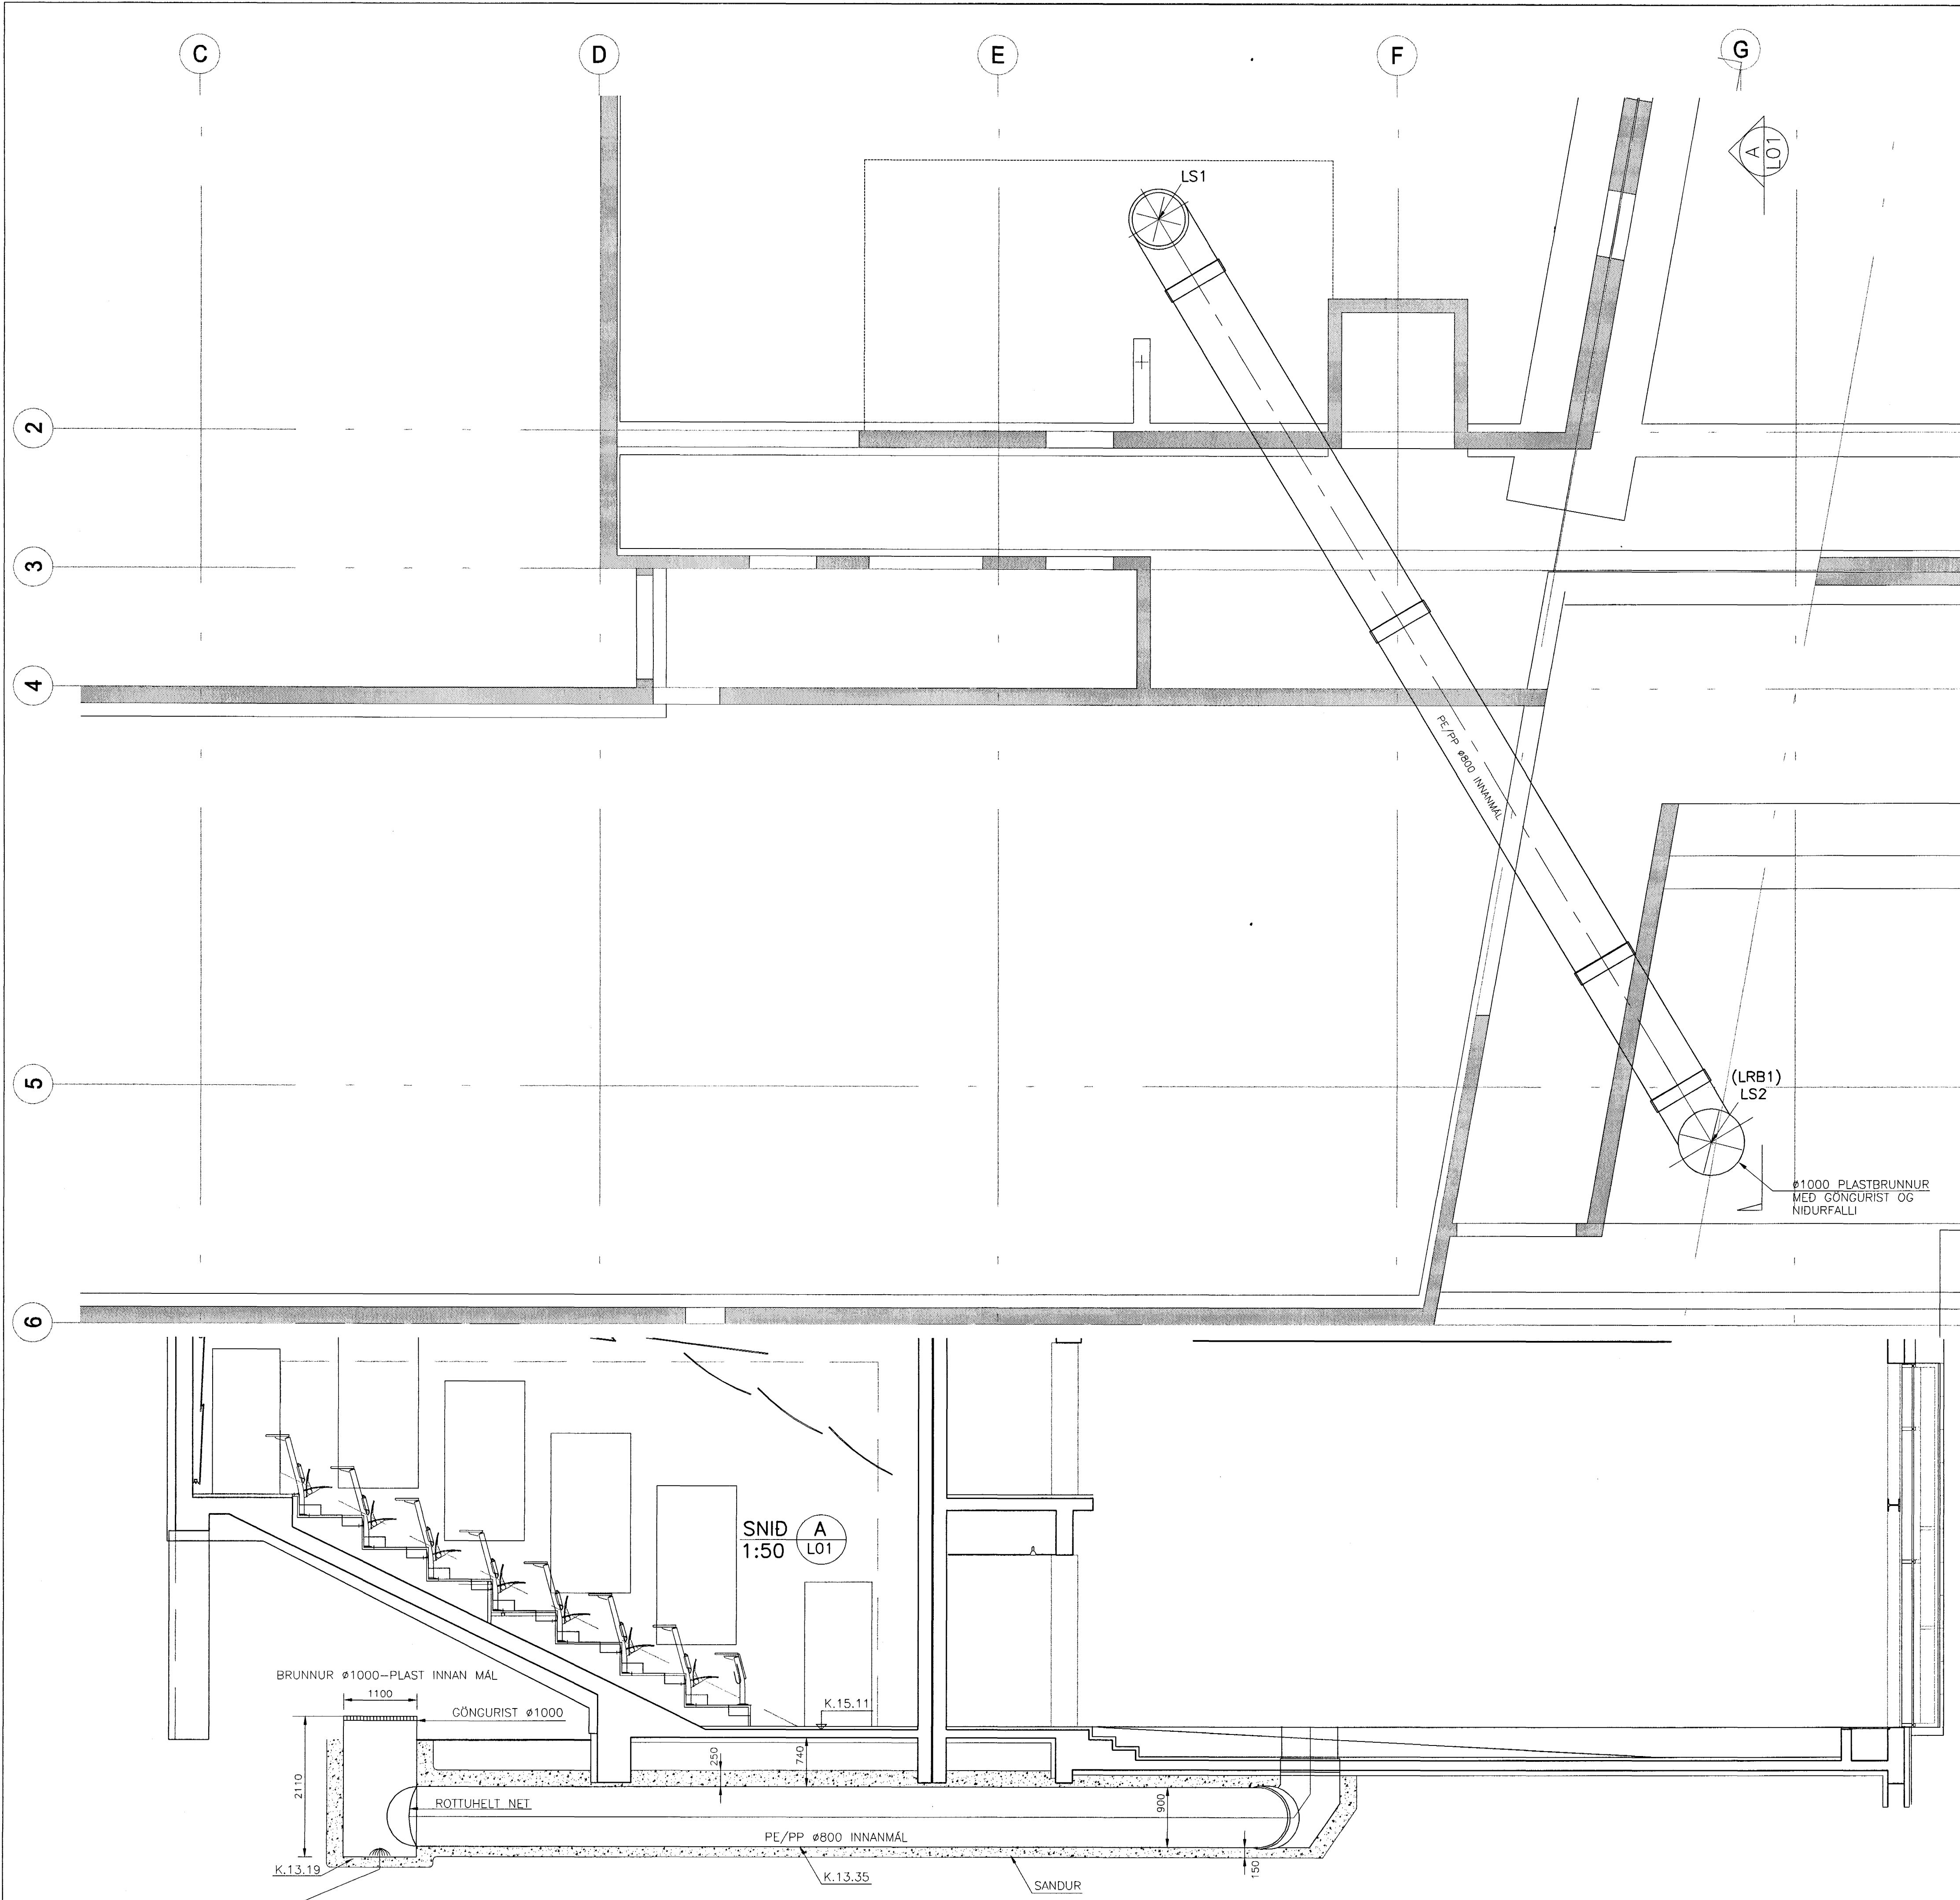 C
D
E
F
G
A
L01
LS1
2
3
4
PE/PP ø800 INNANMÁL
5
(LRB1)
LS2
ø1000 PLASTBRUNNUR
MEÐ GÖNGURIST OG
NIÐURFALLI
6
SNIÐ
1:50
A
L01
BRUNNUR ø1000-PLAST INNAN MÁL
1100
GÖNGURIST ø1000
K.15.11
2110
250
740
ROTTUHELT NET
900
PE/PP ø800 INNANMÁL
K.13.19
K.13.35
SANDUR
150